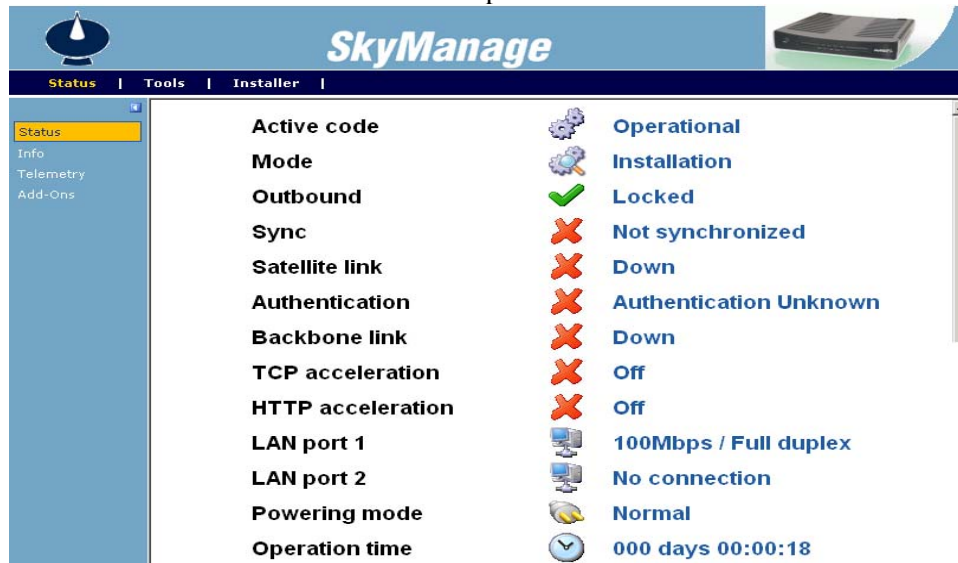 SkyManage
Status | Tools | Installer |
Status
Info
Telemetry
Add-Ons
Active code Operational
Mode Installation
Outbound Locked
Sync Not synchronized
Satellite link Down
Authentication Authentication Unknown
Backbone link Down
TCP acceleration Off
HTTP acceleration Off
LAN port 1 100Mbps / Full duplex
LAN port 2 No connection
Powering mode Normal
Operation time 000 days 00:00:18